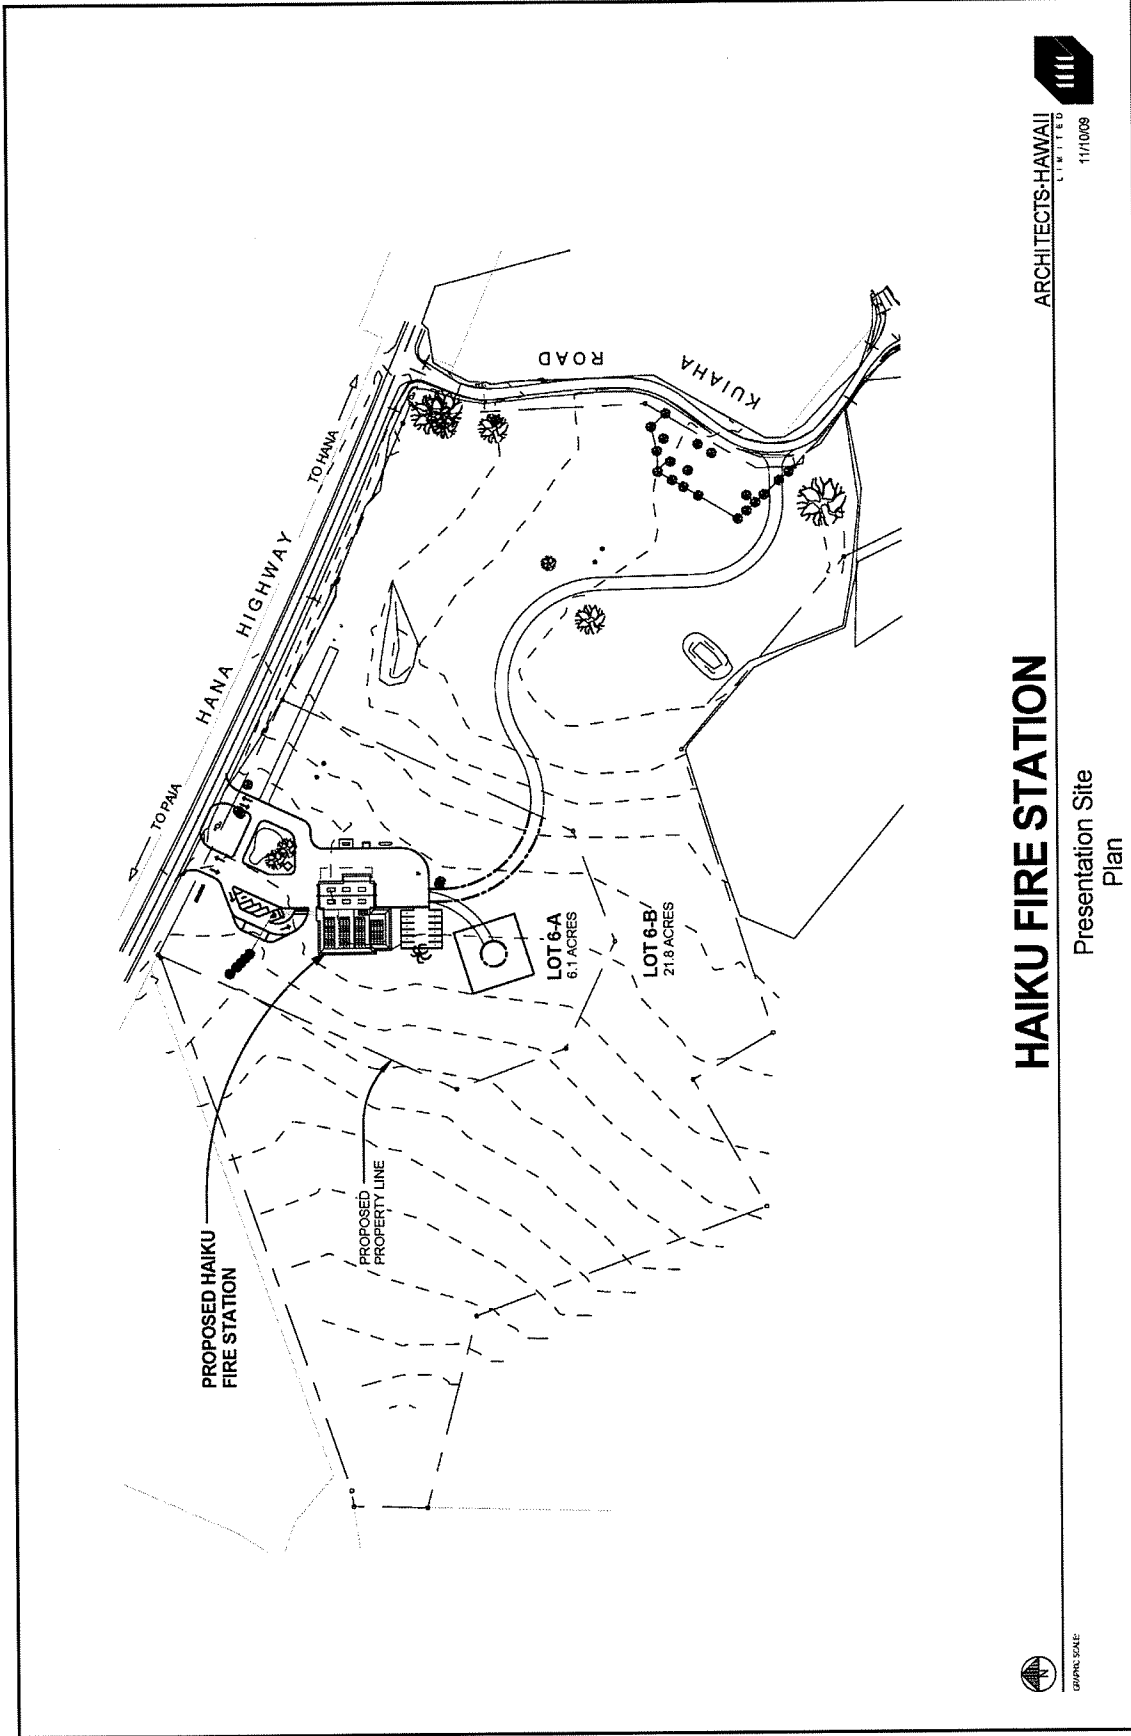 TO PAIA
HANA HIGHWAY
TO HANA
KUIAHA
ROAD
PROPOSED HAIKU
FIRE STATION
PROPOSED
PROPERTY LINE
LOT 6-A
6.1 ACRES
LOT 6-B
21.8 ACRES
N
GRAPHIC SCALE:
HAIKU FIRE STATION
Presentation Site
Plan
ARCHITECTS-HAWAII
LIMITED
11/10/09